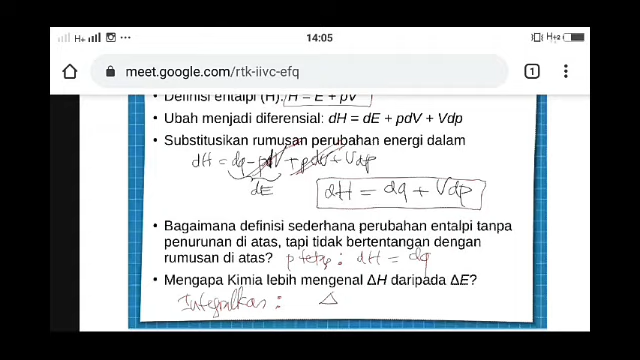 H+ 14:05 H+2
meet.google.com/rtk-iivc-efq 1
• Definisi entalpi (H): H = E + pV
• Ubah menjadi diferensial: dH = dE + pdV + Vdp
• Substitusikan rumusan perubahan energi dalam
dH = dq - pdV + pdV + Vdp
dE
dH = dq + Vdp
• Bagaimana definisi sederhana perubahan entalpi tanpa
penurunan di atas, tapi tidak bertentangan dengan
rumusan di atas? p tetap : dH = dq
• Mengapa Kimia lebih mengenal ΔH daripada ΔE?
Integralkan : Δ